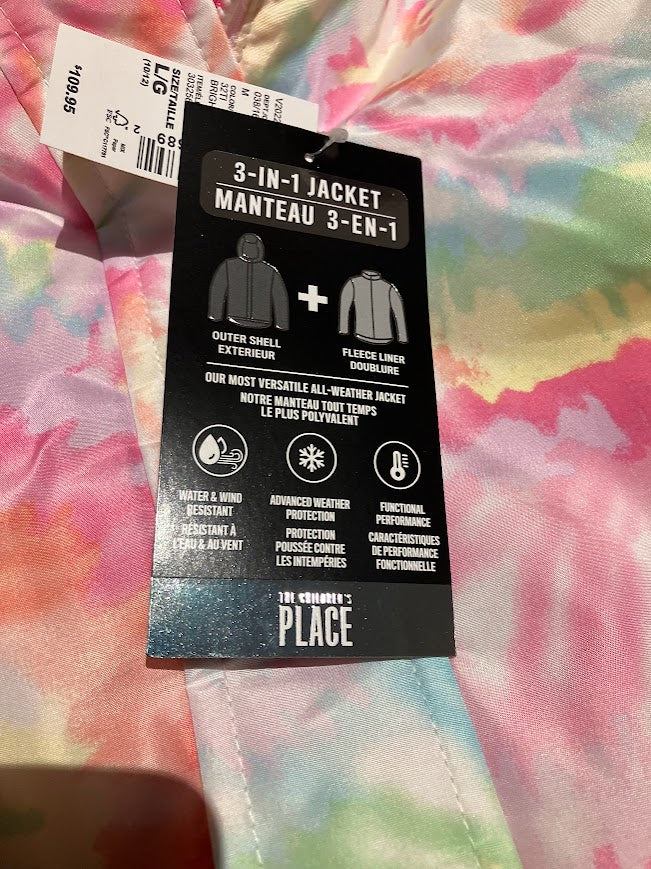 $109.95
SIZE/TAILLE
L/G
(10/12)
MIX
Paper
FSC
3-IN-1 JACKET
MANTEAU 3-EN-1
OUTER SHELL
EXTERIEUR
FLEECE LINER
DOUBLURE
OUR MOST VERSATILE ALL-WEATHER JACKET
NOTRE MANTEAU TOUT TEMPS
LE PLUS POLYVALENT
WATER & WIND
RESISTANT
RÉSISTANT À
L'EAU & AU VENT
ADVANCED WEATHER
PROTECTION
PROTECTION
POUSSÉE CONTRE
LES INTEMPÉRIES
FUNCTIONAL
PERFORMANCE
CARACTÉRISTIQUES
DE PERFORMANCE
FONCTIONNELLE
THE CHILDREN'S
PLACE